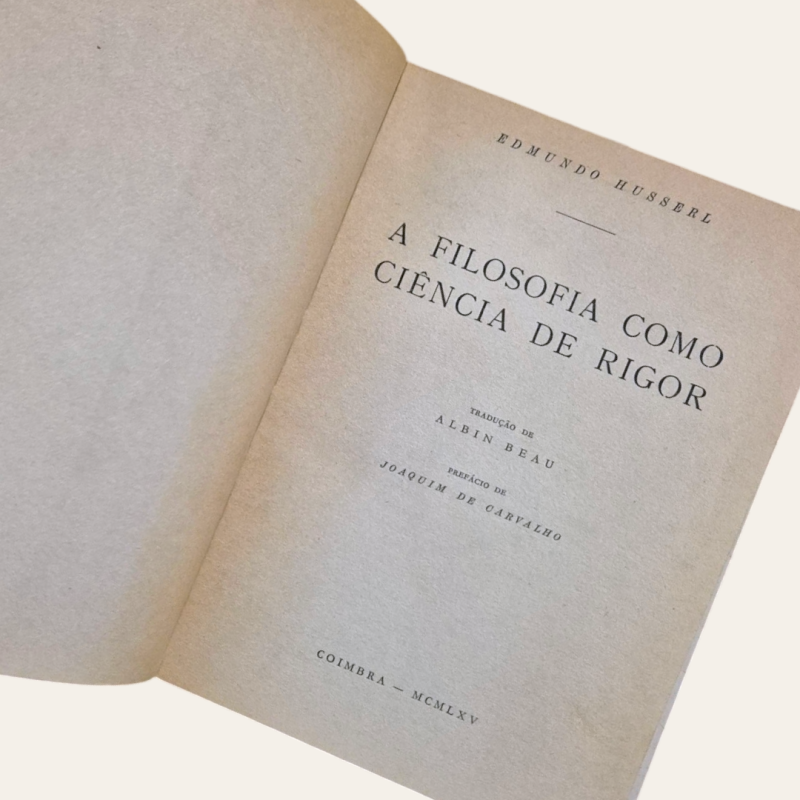 EDMUNDO HUSSERL
A FILOSOFIA COMO
CIÊNCIA DE RIGOR
TRADUÇÃO DE
ALBIN BEAU
PREFÁCIO DE
JOAQUIM DE CARVALHO
COIMBRA — MCMLXV